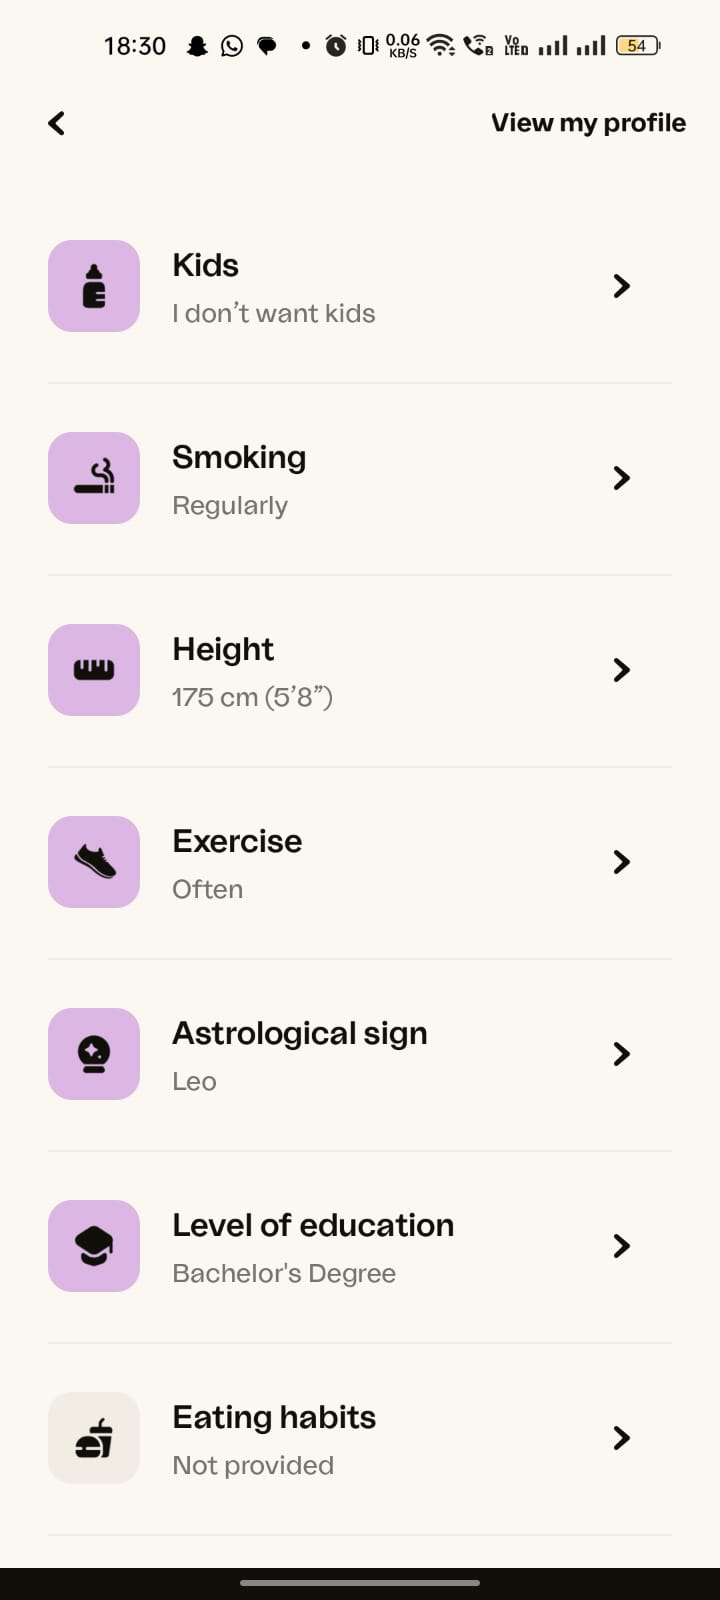 18:30
0.06
KB/S
2
Vo
LTE D
54
View my profile
Kids
I don’t want kids
Smoking
Regularly
Height
175 cm (5’8”)
Exercise
Often
Astrological sign
Leo
Level of education
Bachelor's Degree
Eating habits
Not provided